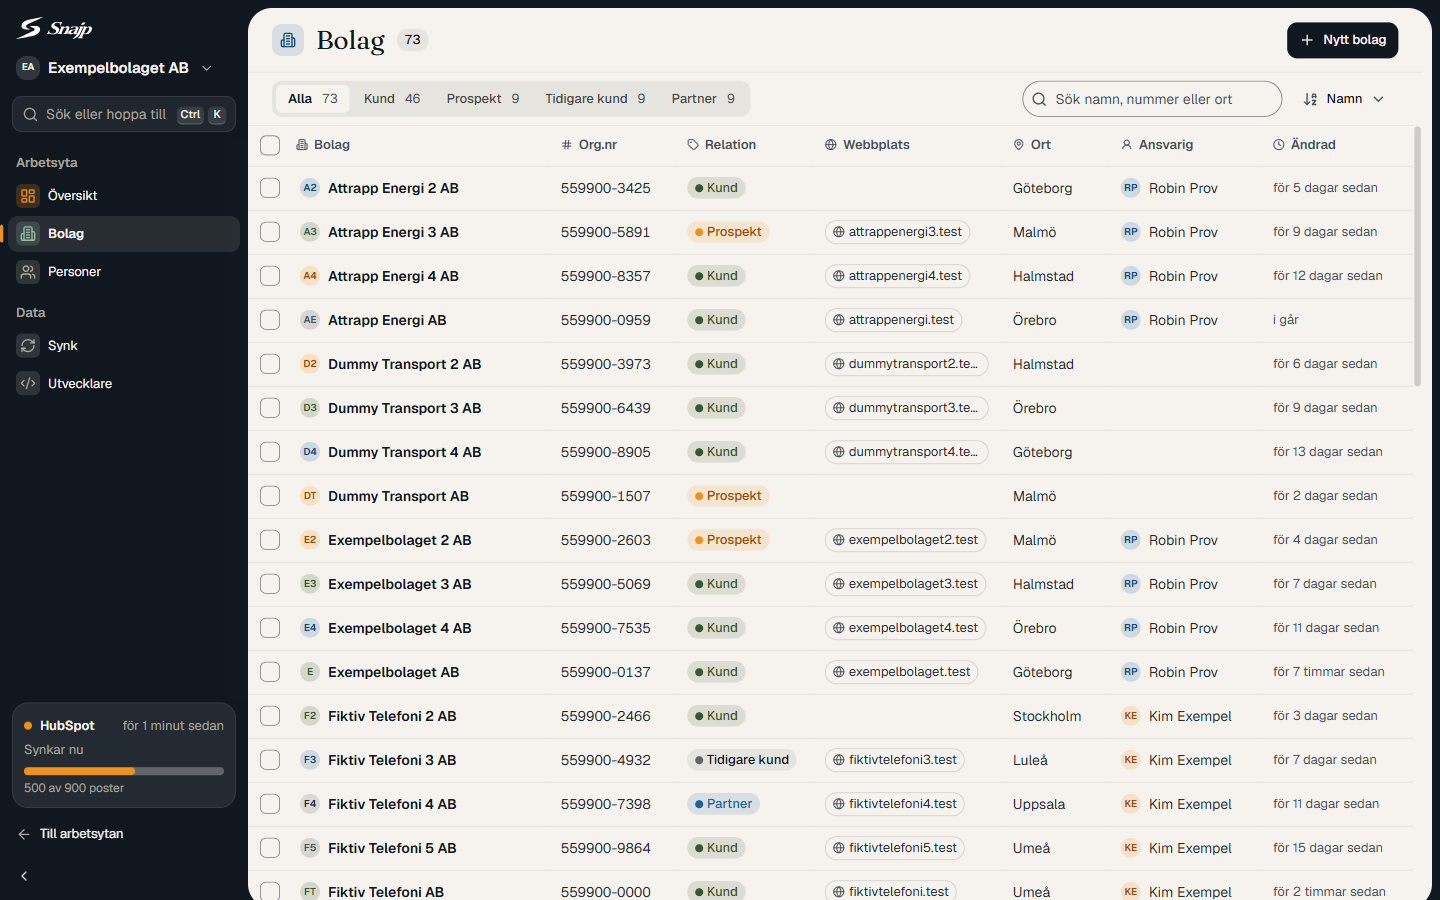 Snajp
EA Exempelbolaget AB
Sök eller hoppa till Ctrl K
Arbetsyta
Översikt
Bolag
Personer
Data
Synk
Utvecklare
HubSpot för 1 minut sedan
Synkar nu
500 av 900 poster
Till arbetsytan
Bolag 73
Nytt bolag
Alla 73 Kund 46 Prospekt 9 Tidigare kund 9 Partner 9
Sök namn, nummer eller ort
Namn
Bolag Org.nr Relation Webbplats Ort Ansvarig Ändrad
A2 Attrapp Energi 2 AB 559900-3425 Kund Göteborg RP Robin Prov för 5 dagar sedan
A3 Attrapp Energi 3 AB 559900-5891 Prospekt attrappenergi3.test Malmö RP Robin Prov för 9 dagar sedan
A4 Attrapp Energi 4 AB 559900-8357 Kund attrappenergi4.test Halmstad RP Robin Prov för 12 dagar sedan
AE Attrapp Energi AB 559900-0959 Kund attrappenergi.test Örebro RP Robin Prov i går
D2 Dummy Transport 2 AB 559900-3973 Kund dummytransport2.te... Halmstad för 6 dagar sedan
D3 Dummy Transport 3 AB 559900-6439 Kund dummytransport3.te... Örebro för 9 dagar sedan
D4 Dummy Transport 4 AB 559900-8905 Kund dummytransport4.te... Göteborg för 13 dagar sedan
DT Dummy Transport AB 559900-1507 Prospekt Malmö för 2 dagar sedan
E2 Exempelbolaget 2 AB 559900-2603 Prospekt exempelbolaget2.test Malmö RP Robin Prov för 4 dagar sedan
E3 Exempelbolaget 3 AB 559900-5069 Kund exempelbolaget3.test Halmstad RP Robin Prov för 7 dagar sedan
E4 Exempelbolaget 4 AB 559900-7535 Kund exempelbolaget4.test Örebro RP Robin Prov för 11 dagar sedan
E Exempelbolaget AB 559900-0137 Kund exempelbolaget.test Göteborg RP Robin Prov för 7 timmar sedan
F2 Fiktiv Telefoni 2 AB 559900-2466 Kund Stockholm KE Kim Exempel för 3 dagar sedan
F3 Fiktiv Telefoni 3 AB 559900-4932 Tidigare kund fiktivtelefoni3.test Luleå KE Kim Exempel för 7 dagar sedan
F4 Fiktiv Telefoni 4 AB 559900-7398 Partner fiktivtelefoni4.test Uppsala KE Kim Exempel för 11 dagar sedan
F5 Fiktiv Telefoni 5 AB 559900-9864 Kund fiktivtelefoni5.test Umeå KE Kim Exempel för 15 dagar sedan
FT Fiktiv Telefoni AB 559900-0000 Kund fiktivtelefoni.test Umeå KE Kim Exempel för 2 timmar sedan